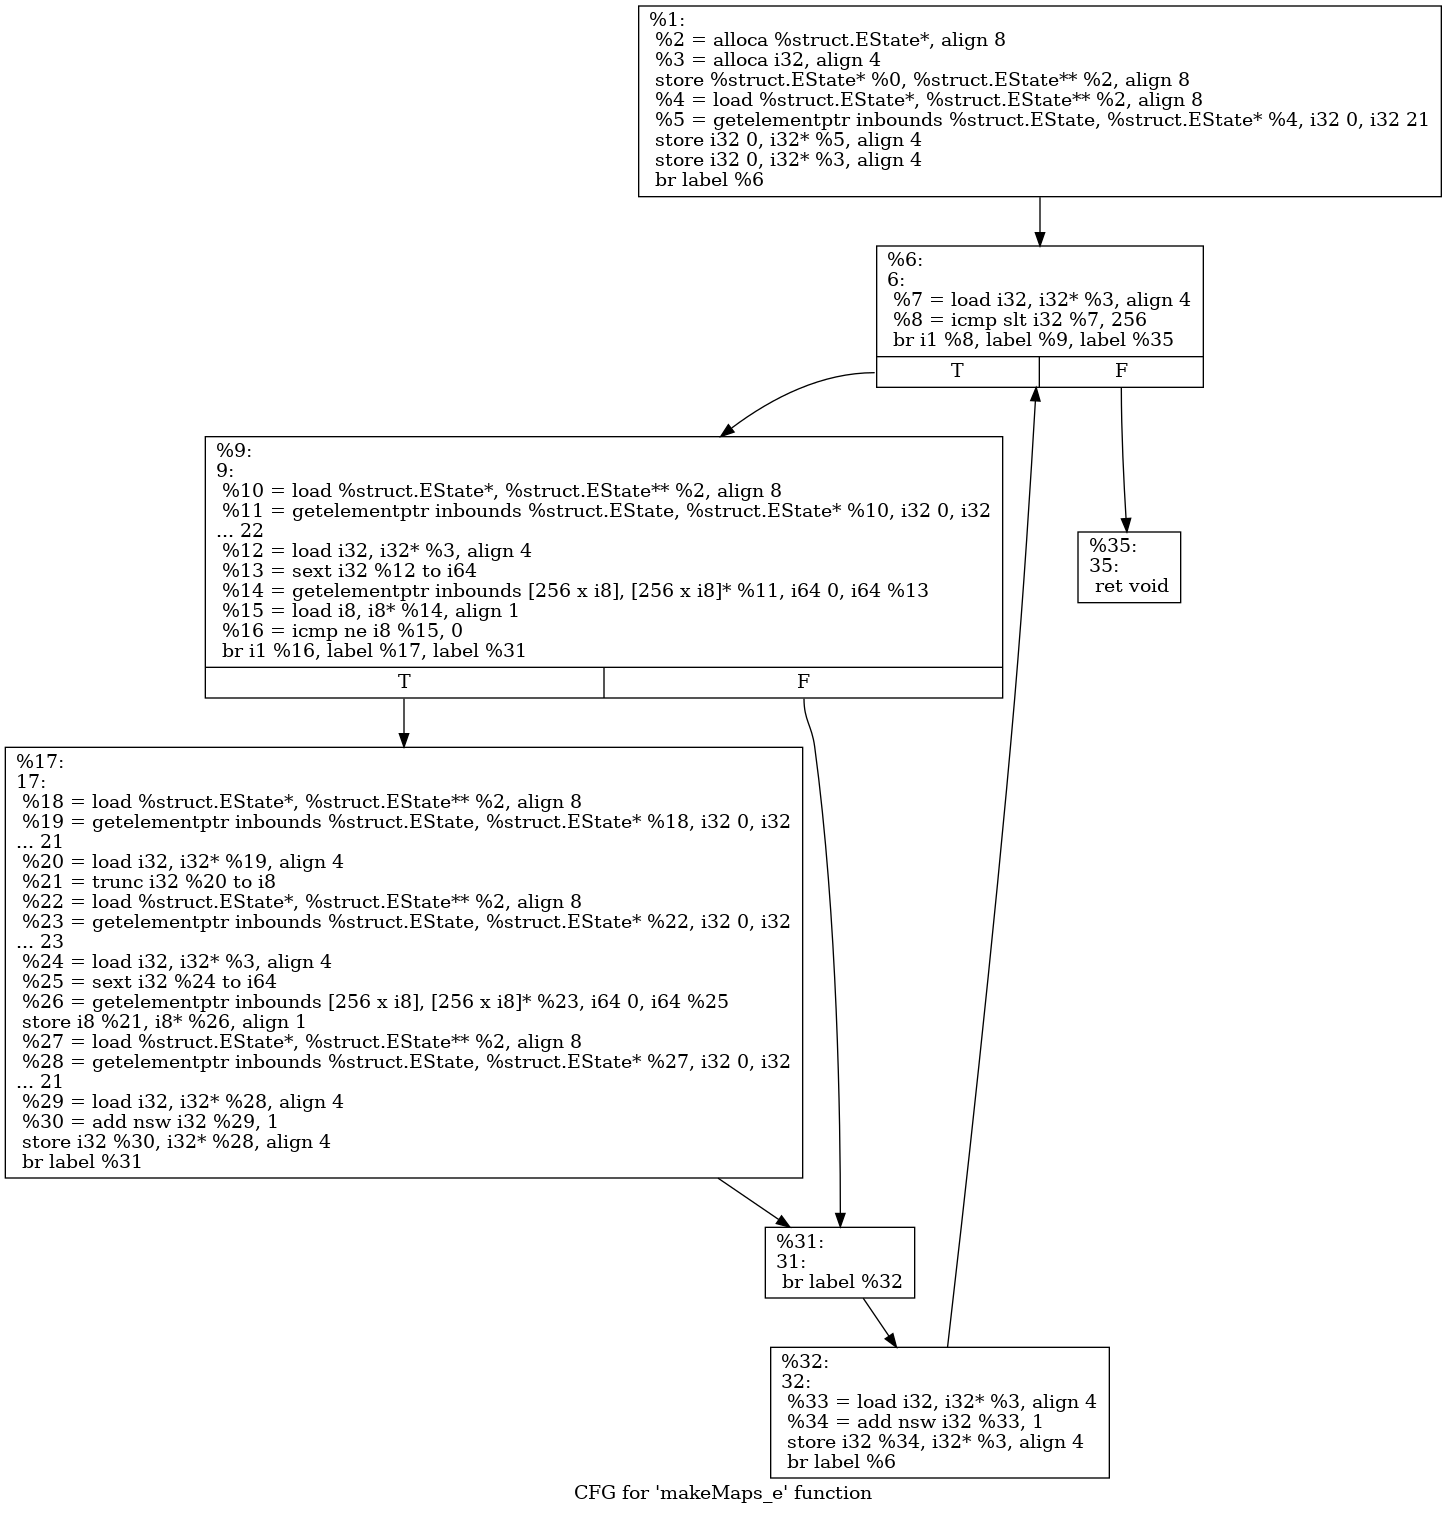 %1:
%2 = alloca %struct.EState*, align 8
%3 = alloca i32, align 4
store %struct.EState* %0, %struct.EState** %2, align 8
%4 = load %struct.EState*, %struct.EState** %2, align 8
%5 = getelementptr inbounds %struct.EState, %struct.EState* %4, i32 0, i32 21
store i32 0, i32* %5, align 4
store i32 0, i32* %3, align 4
br label %6
%6:
6:
%7 = load i32, i32* %3, align 4
%8 = icmp slt i32 %7, 256
br i1 %8, label %9, label %35
T
F
%9:
9:
%10 = load %struct.EState*, %struct.EState** %2, align 8
%11 = getelementptr inbounds %struct.EState, %struct.EState* %10, i32 0, i32
... 22
%12 = load i32, i32* %3, align 4
%13 = sext i32 %12 to i64
%14 = getelementptr inbounds [256 x i8], [256 x i8]* %11, i64 0, i64 %13
%15 = load i8, i8* %14, align 1
%16 = icmp ne i8 %15, 0
br i1 %16, label %17, label %31
T
F
%35:
35:
ret void
%17:
17:
%18 = load %struct.EState*, %struct.EState** %2, align 8
%19 = getelementptr inbounds %struct.EState, %struct.EState* %18, i32 0, i32
... 21
%20 = load i32, i32* %19, align 4
%21 = trunc i32 %20 to i8
%22 = load %struct.EState*, %struct.EState** %2, align 8
%23 = getelementptr inbounds %struct.EState, %struct.EState* %22, i32 0, i32
... 23
%24 = load i32, i32* %3, align 4
%25 = sext i32 %24 to i64
%26 = getelementptr inbounds [256 x i8], [256 x i8]* %23, i64 0, i64 %25
store i8 %21, i8* %26, align 1
%27 = load %struct.EState*, %struct.EState** %2, align 8
%28 = getelementptr inbounds %struct.EState, %struct.EState* %27, i32 0, i32
... 21
%29 = load i32, i32* %28, align 4
%30 = add nsw i32 %29, 1
store i32 %30, i32* %28, align 4
br label %31
%31:
31:
br label %32
%32:
32:
%33 = load i32, i32* %3, align 4
%34 = add nsw i32 %33, 1
store i32 %34, i32* %3, align 4
br label %6
CFG for 'makeMaps_e' function